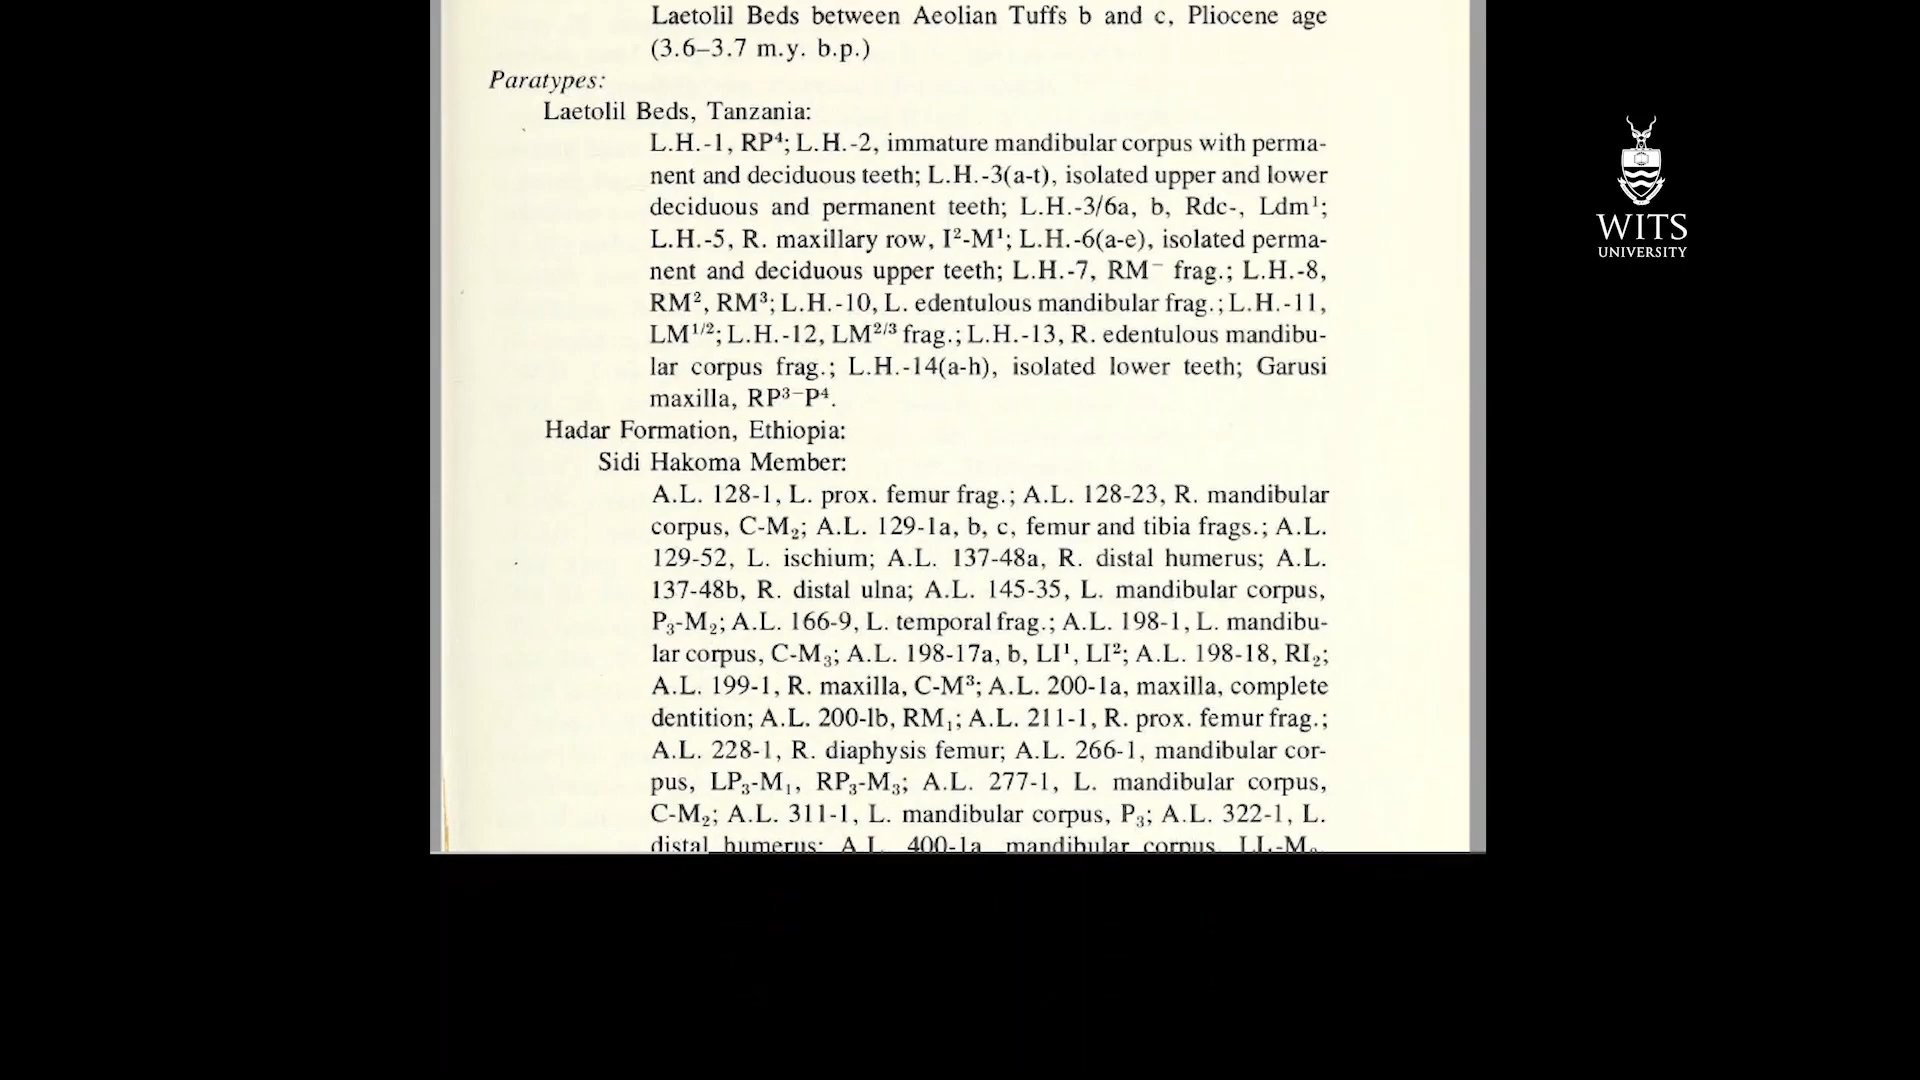 Laetolil Beds between Aeolian Tuffs b and c, Pliocene age
(3.6–3.7 m.y. b.p.)
Paratypes:
Laetolil Beds, Tanzania:
L.H.-1, RP⁴; L.H.-2, immature mandibular corpus with perma-
nent and deciduous teeth; L.H.-3(a-t), isolated upper and lower
deciduous and permanent teeth; L.H.-3/6a, b, Rdc-, Ldm¹;
L.H.-5, R. maxillary row, I²-M¹; L.H.-6(a-e), isolated perma-
nent and deciduous upper teeth; L.H.-7, RM⁻ frag.; L.H.-8,
RM², RM³; L.H.-10, L. edentulous mandibular frag.; L.H.-11,
LM¹/²; L.H.-12, LM²/³ frag.; L.H.-13, R. edentulous mandibu-
lar corpus frag.; L.H.-14(a-h), isolated lower teeth; Garusi
maxilla, RP³⁻P⁴.
Hadar Formation, Ethiopia:
Sidi Hakoma Member:
A.L. 128-1, L. prox. femur frag.; A.L. 128-23, R. mandibular
corpus, C-M₂; A.L. 129-1a, b, c, femur and tibia frags.; A.L.
129-52, L. ischium; A.L. 137-48a, R. distal humerus; A.L.
137-48b, R. distal ulna; A.L. 145-35, L. mandibular corpus,
P₃-M₂; A.L. 166-9, L. temporal frag.; A.L. 198-1, L. mandibu-
lar corpus, C-M₃; A.L. 198-17a, b, LI¹, LI²; A.L. 198-18, RI₂;
A.L. 199-1, R. maxilla, C-M³; A.L. 200-1a, maxilla, complete
dentition; A.L. 200-lb, RM₁; A.L. 211-1, R. prox. femur frag.;
A.L. 228-1, R. diaphysis femur; A.L. 266-1, mandibular cor-
pus, LP₃-M₁, RP₃-M₃; A.L. 277-1, L. mandibular corpus,
C-M₂; A.L. 311-1, L. mandibular corpus, P₃; A.L. 322-1, L.
distal humerus; A.L. 400-1a, mandibular corpus,
WITS
UNIVERSITY